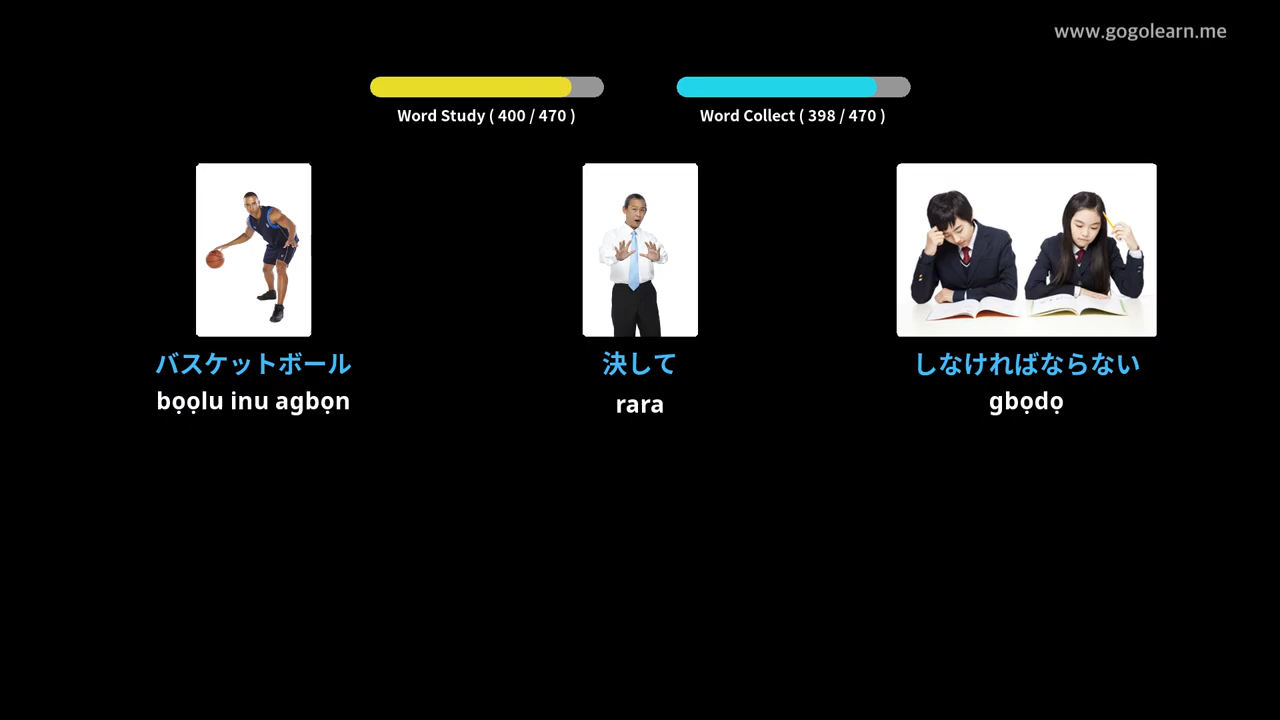 www.gogolearn.me
Word Study ( 400 / 470 )
Word Collect ( 398 / 470 )
バスケットボール
bọọlu inu agbọn
決して
rara
しなければならない
gbọdọ